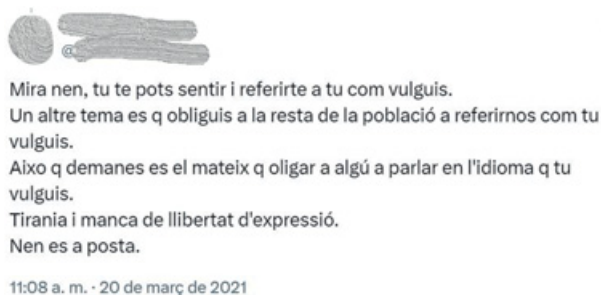 @
Mira nen, tu te pots sentir i referirte a tu com vulguis.
Un altre tema es q obliguis a la resta de la població a referirnos com tu
vulguis.
Aixo q demanes es el mateix q oligar a algú a parlar en l'idioma q tu
vulguis.
Tirania i manca de llibertat d'expressió.
Nen es a posta.
11:08 a. m. · 20 de març de 2021